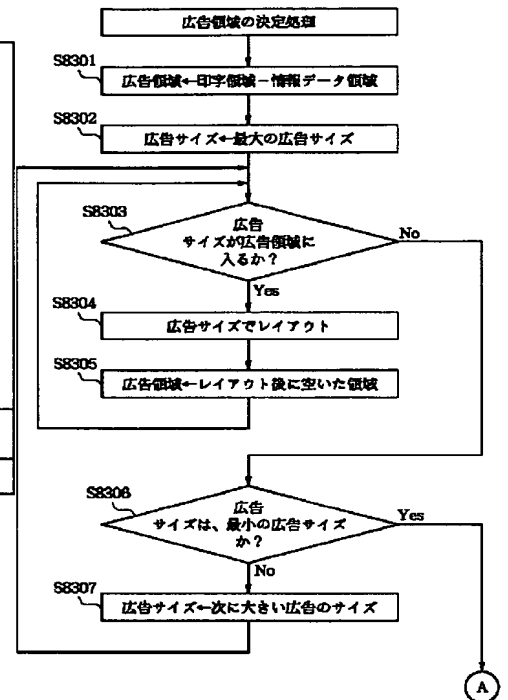 広告領域の決定処理
S8301
広告領域←印字領域－情報データ領域
S8302
広告サイズ←最大の広告サイズ
S8303
広告
サイズが広告領域に
入るか？
No
Yes
S8304
広告サイズでレイアウト
S8305
広告領域←レイアウト後に空いた領域
S8306
広告
サイズは、最小の広告サイズ
か？
Yes
No
S8307
広告サイズ←次に大きい広告のサイズ
A